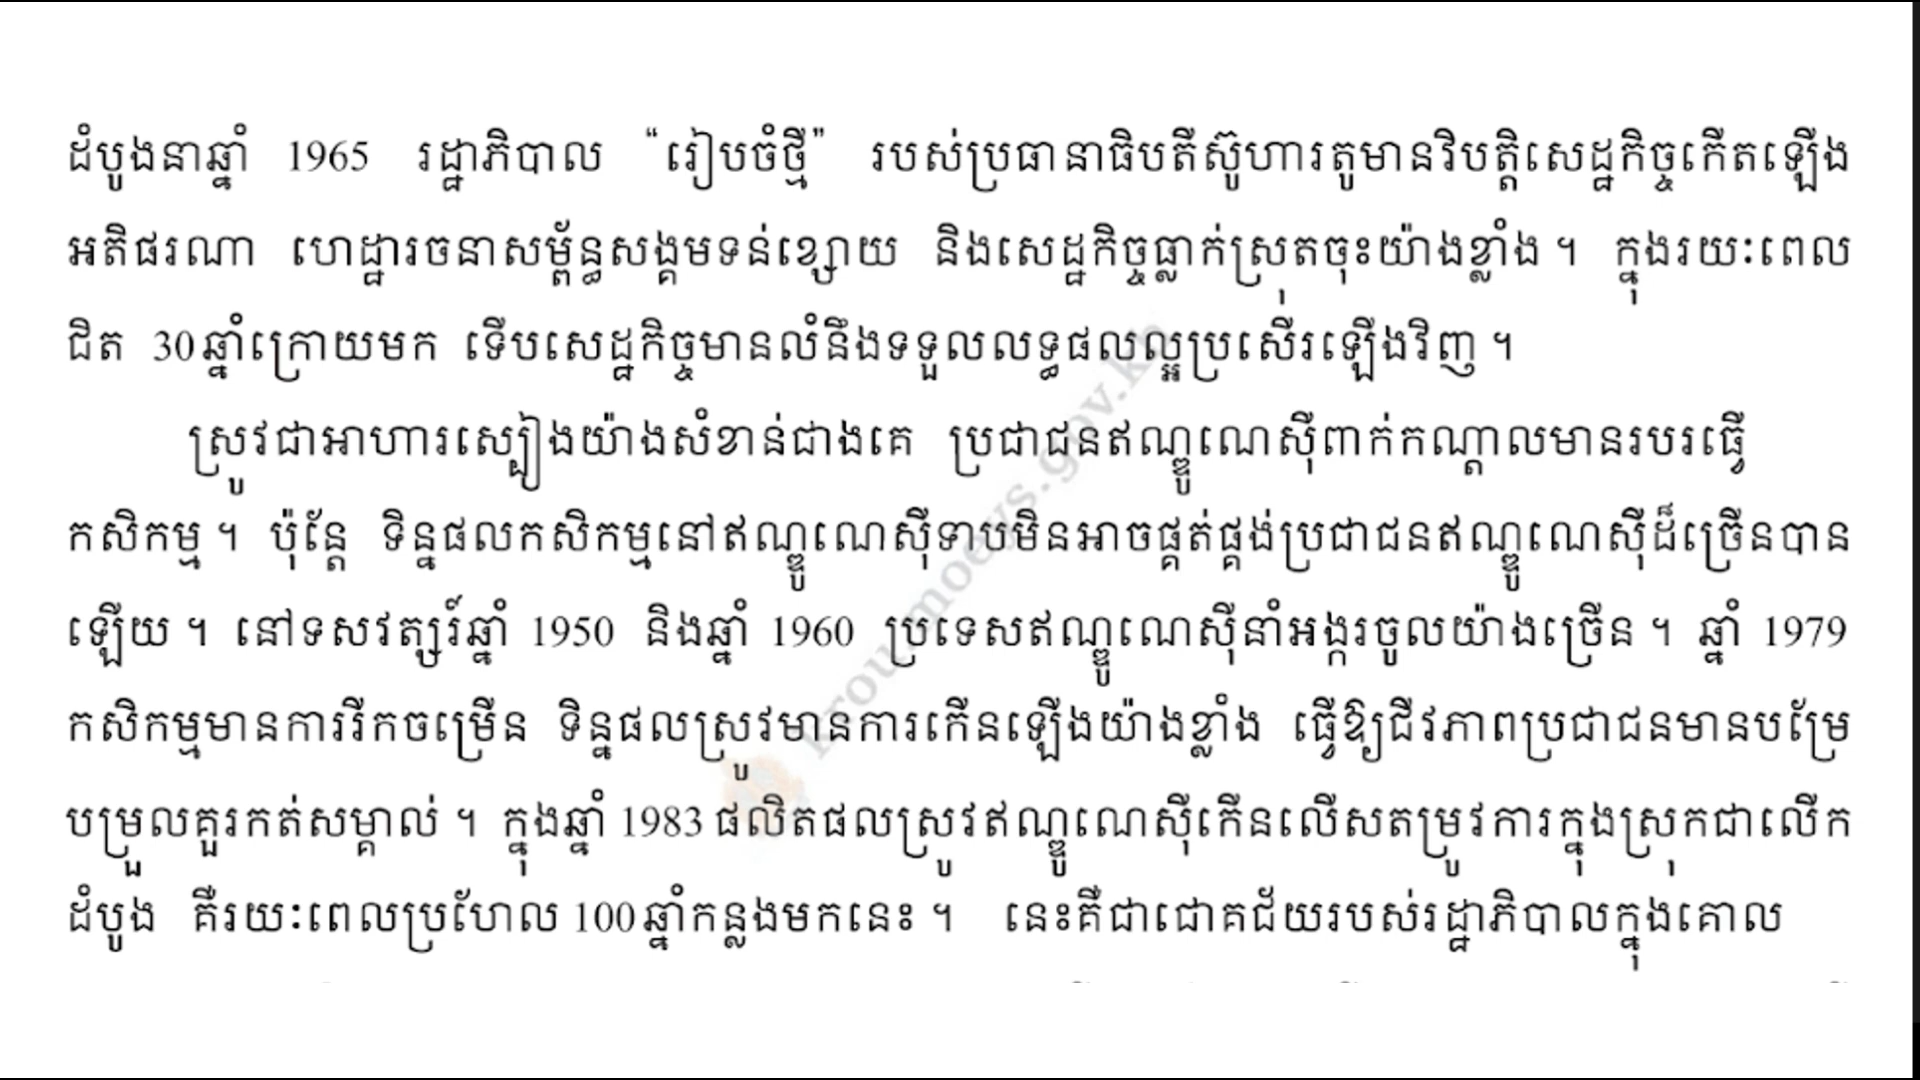 ដំបូងនាឆ្នាំ 1965 រដ្ឋាភិបាល “រៀបចំថ្មី” របស់ប្រធានាធិបតីស៊ូហារតូមានវិបត្តិសេដ្ឋកិច្ចកើតឡើង
អតិផរណា ហេដ្ឋារចនាសម្ព័ន្ធសង្គមទន់ខ្សោយ និងសេដ្ឋកិច្ចធ្លាក់ស្រុតចុះយ៉ាងខ្លាំង ។ ក្នុងរយៈពេល
ជិត 30 ឆ្នាំក្រោយមក ទើបសេដ្ឋកិច្ចមានលំនឹងទទួលលទ្ធផលល្អប្រសើរឡើងវិញ ។
ស្រូវជាអាហារស្បៀងយ៉ាងសំខាន់ជាងគេ ប្រជាជនឥណ្ឌូណេស៊ីពាក់កណ្តាលមានរបរធ្វើ
កសិកម្ម ។ ប៉ុន្តែ ទិន្នផលកសិកម្មនៅឥណ្ឌូណេស៊ីទាបមិនអាចផ្គត់ផ្គង់ប្រជាជនឥណ្ឌូណេស៊ីដ៏ច្រើនបាន
ឡើយ ។ នៅទសវត្សរ៍ឆ្នាំ 1950 និងឆ្នាំ 1960 ប្រទេសឥណ្ឌូណេស៊ីនាំអង្ករចូលយ៉ាងច្រើន ។ ឆ្នាំ 1979
កសិកម្មមានការរីកចម្រើន ទិន្នផលស្រូវមានការកើនឡើងយ៉ាងខ្លាំង ធ្វើឱ្យជីវភាពប្រជាជនមានបម្រែ
បម្រួលគួរកត់សម្គាល់ ។ ក្នុងឆ្នាំ 1983 ផលិតផលស្រូវឥណ្ឌូណេស៊ីកើនលើសតម្រូវការក្នុងស្រុកជាលើក
ដំបូង គឺរយៈពេលប្រហែល 100 ឆ្នាំកន្លងមកនេះ ។ នេះគឺជាជោគជ័យរបស់រដ្ឋាភិបាលក្នុងគោល
krou.moeys.gov.kh